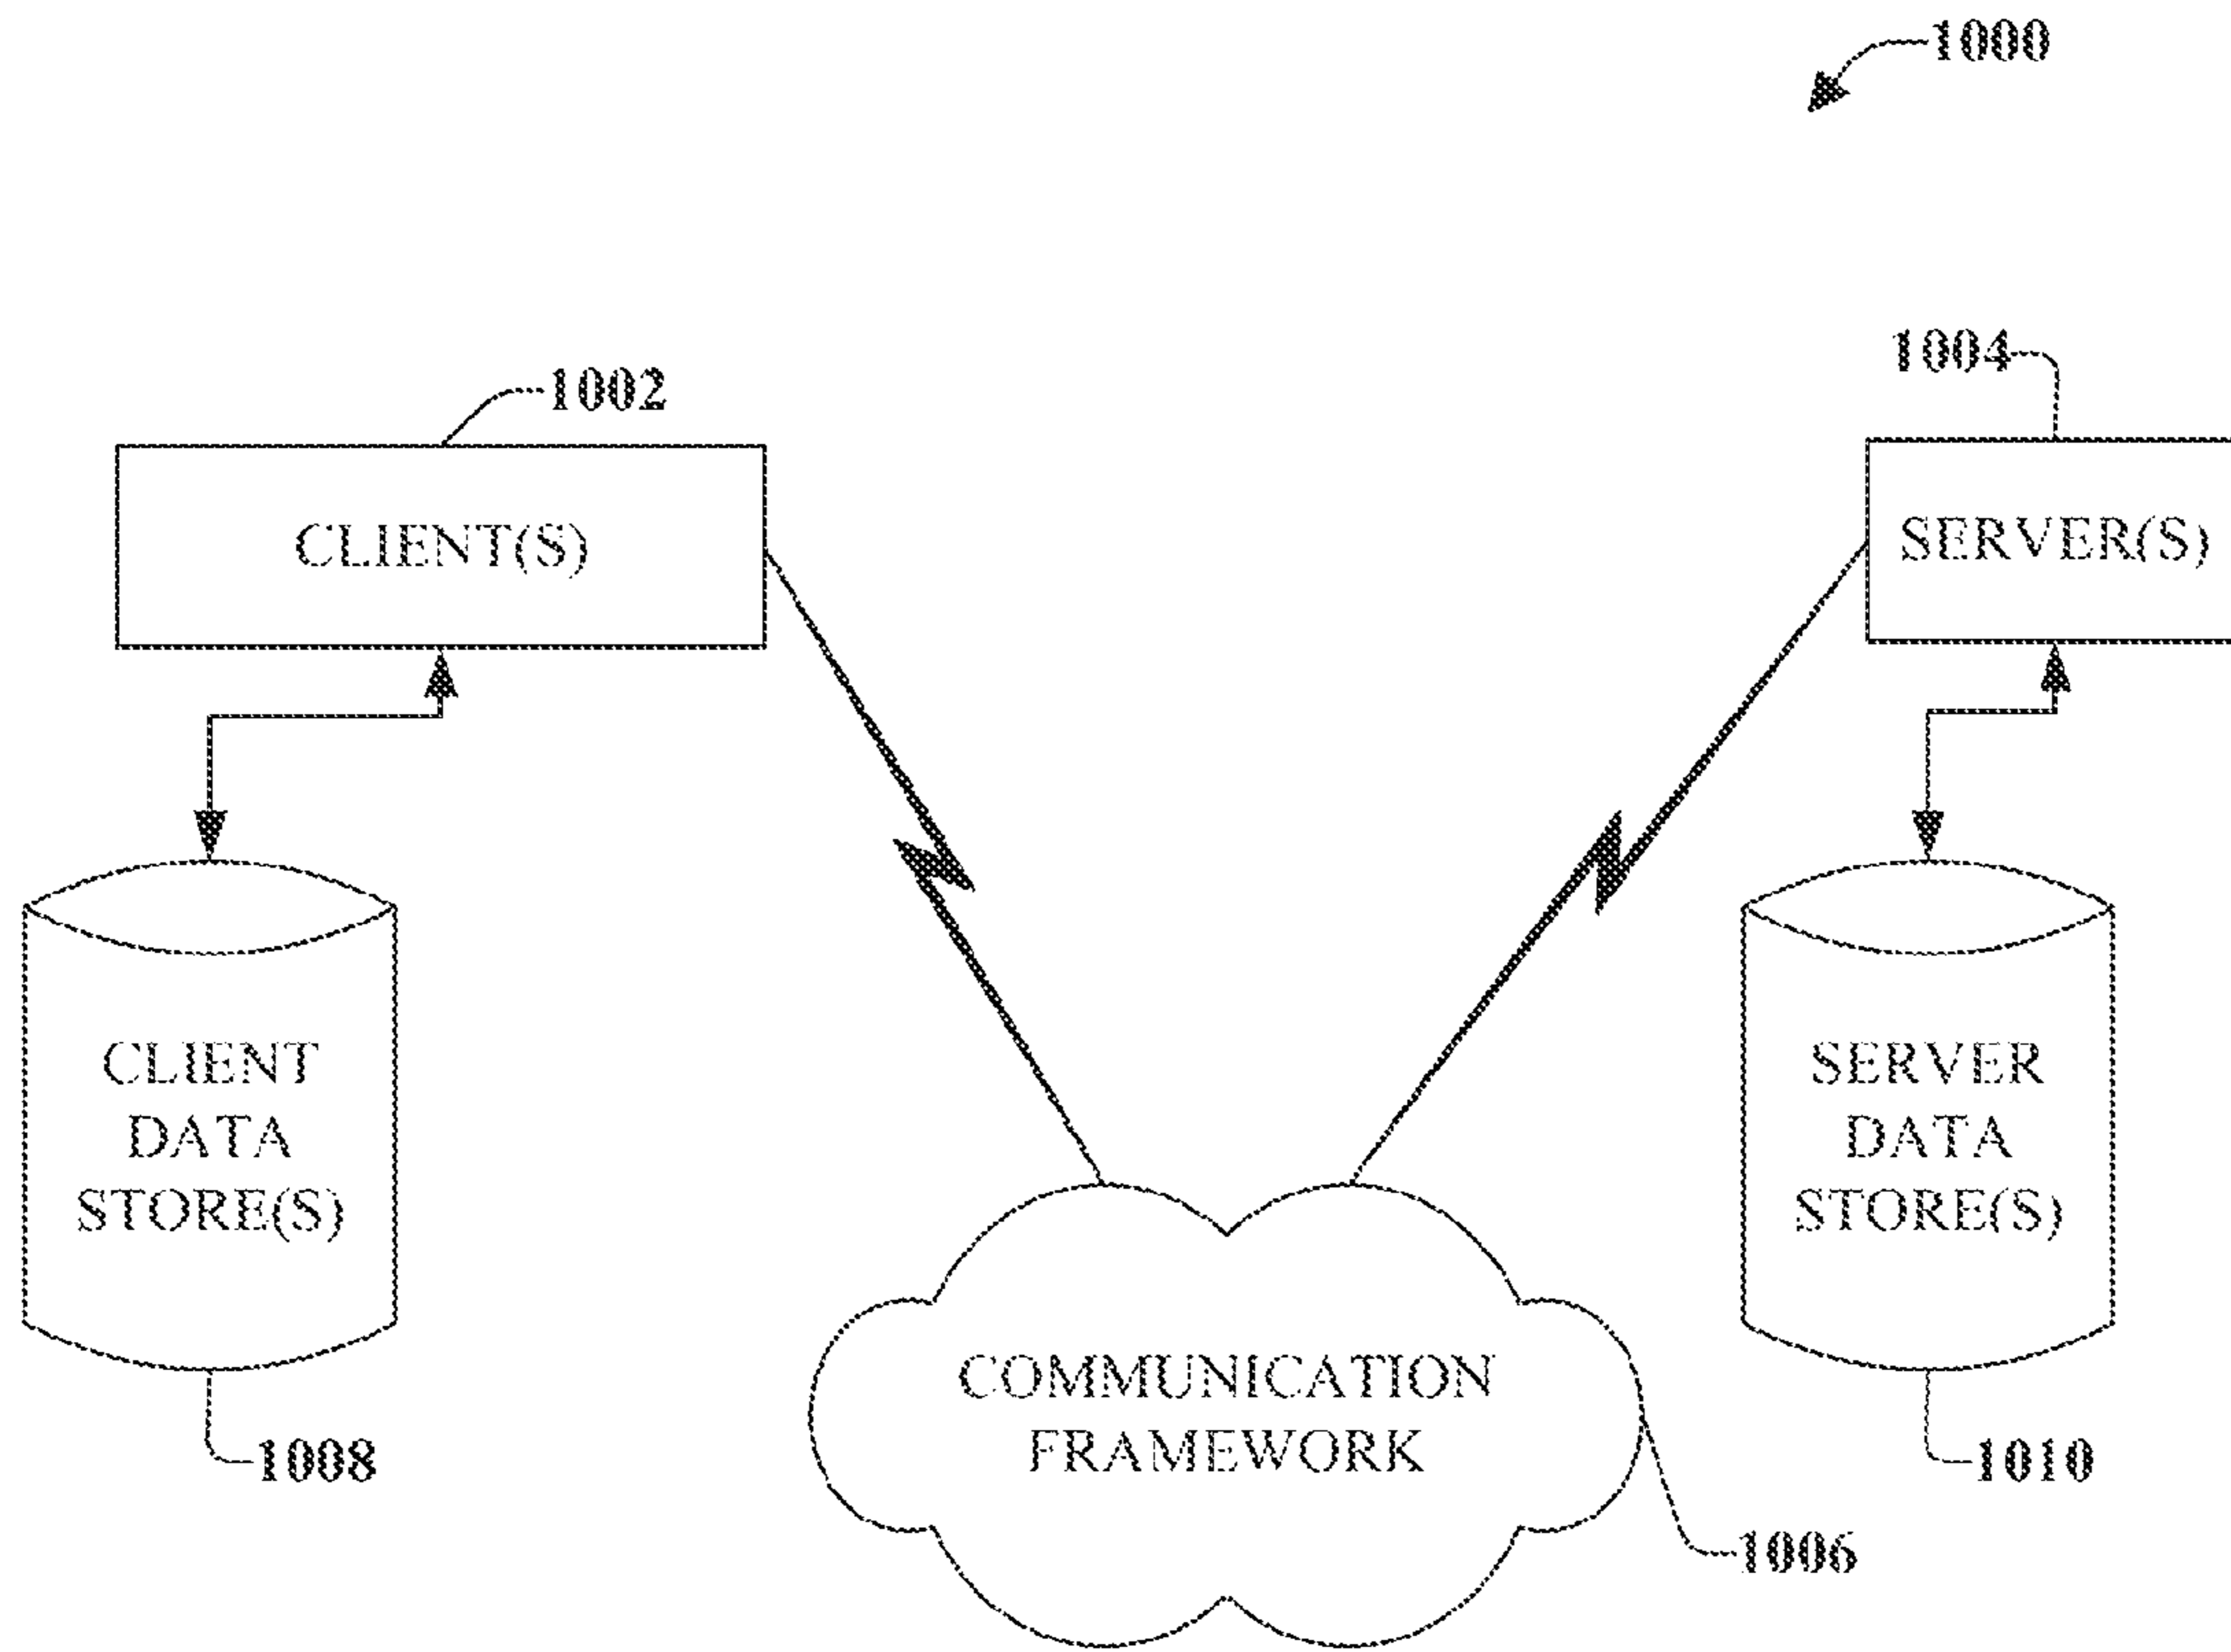 1000
1002
1004
CLIENT(S)
SERVER(S)
CLIENT
DATA
STORE(S)
SERVER
DATA
STORE(S)
COMMUNICATION
FRAMEWORK
1008
1010
1006